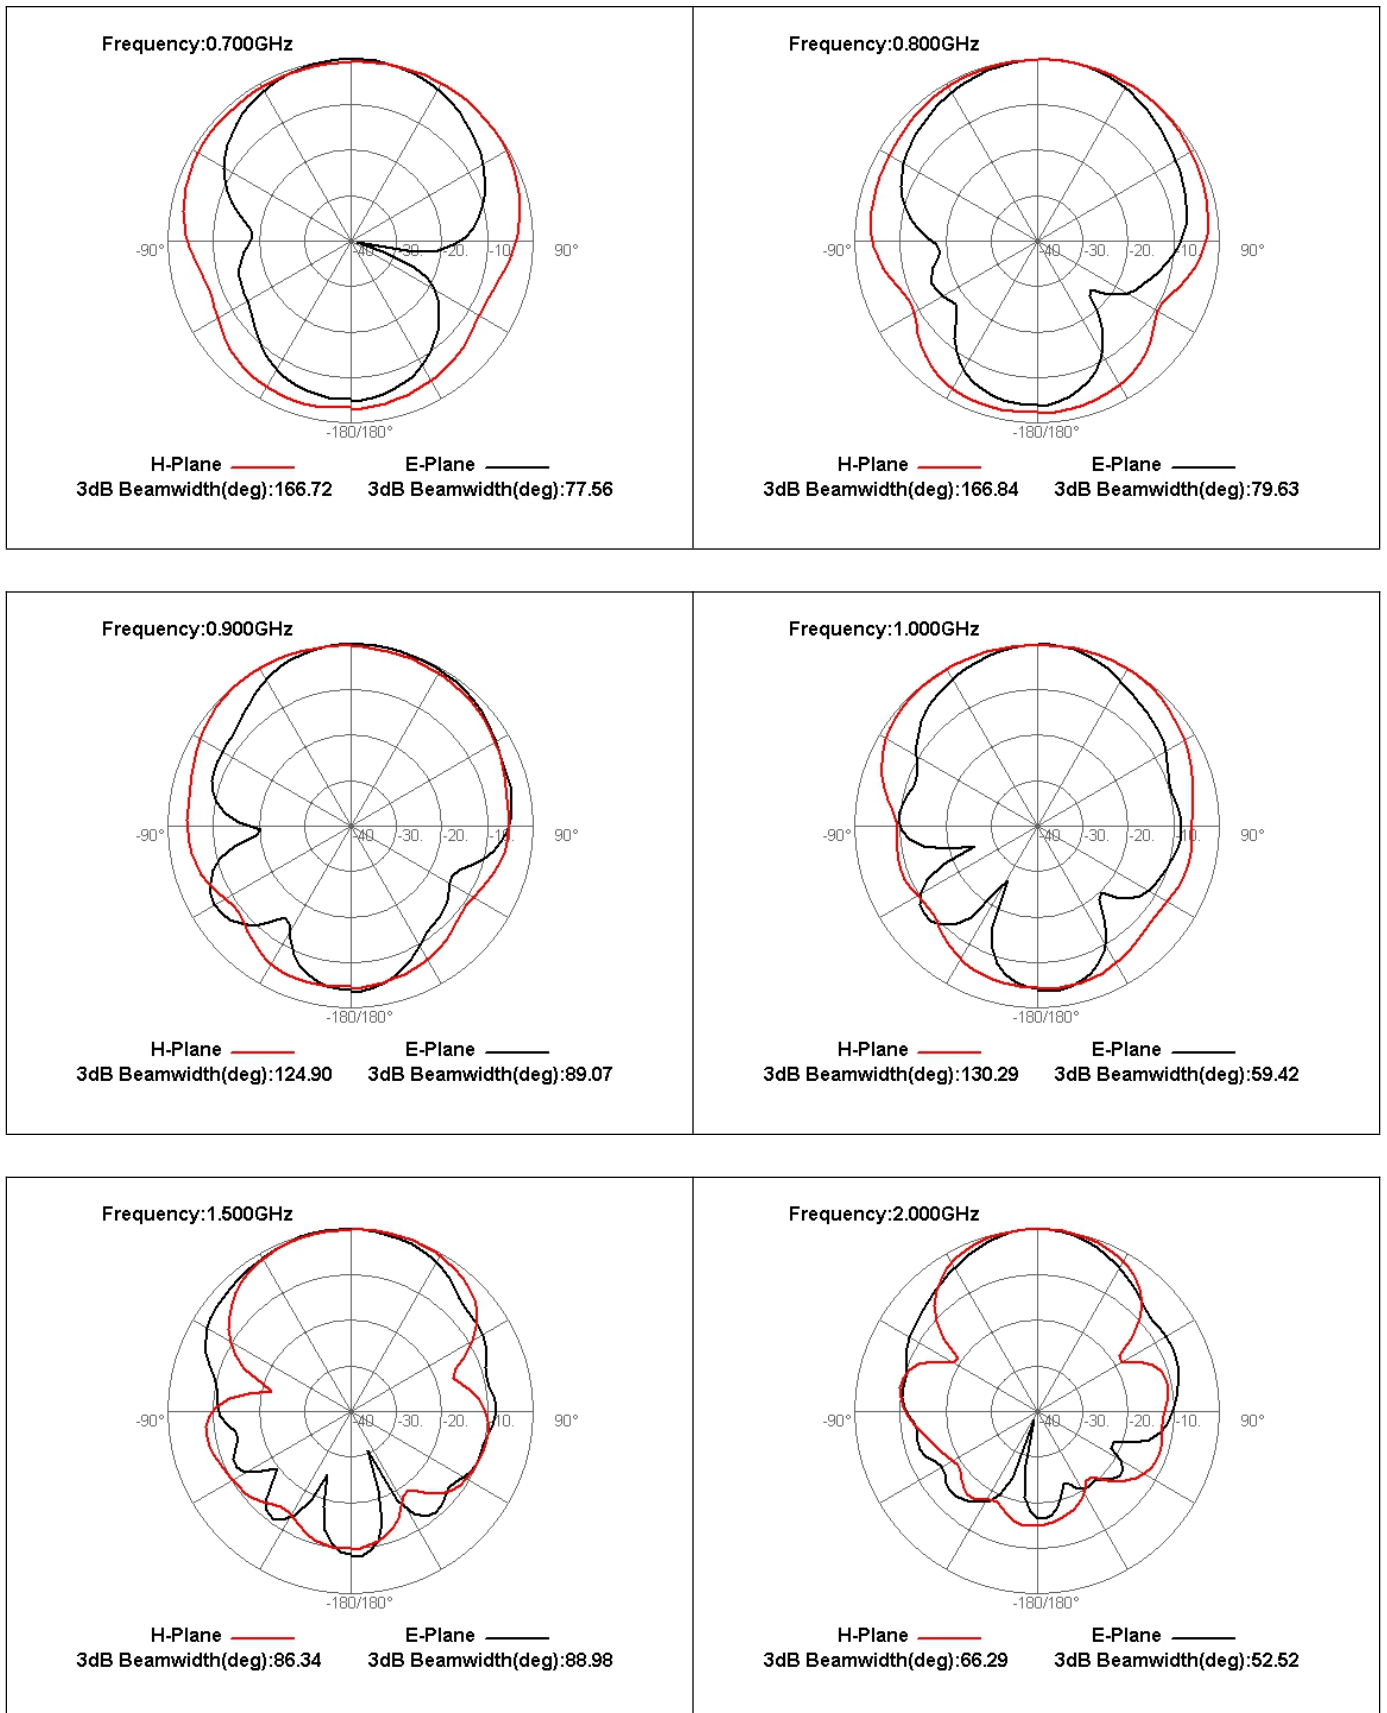 Frequency:0.700GHz
-90° -40. -30. -20. -10. 90°
-180/180°
H-Plane E-Plane
3dB Beamwidth(deg):166.72 3dB Beamwidth(deg):77.56
Frequency:0.800GHz
-90° -40. -30. -20. -10. 90°
-180/180°
H-Plane E-Plane
3dB Beamwidth(deg):166.84 3dB Beamwidth(deg):79.63
Frequency:0.900GHz
-90° -40. -30. -20. -10. 90°
-180/180°
H-Plane E-Plane
3dB Beamwidth(deg):124.90 3dB Beamwidth(deg):89.07
Frequency:1.000GHz
-90° -40. -30. -20. -10. 90°
-180/180°
H-Plane E-Plane
3dB Beamwidth(deg):130.29 3dB Beamwidth(deg):59.42
Frequency:1.500GHz
-90° -40. -30. -20. -10. 90°
-180/180°
H-Plane E-Plane
3dB Beamwidth(deg):86.34 3dB Beamwidth(deg):88.98
Frequency:2.000GHz
-90° -40. -30. -20. -10. 90°
-180/180°
H-Plane E-Plane
3dB Beamwidth(deg):66.29 3dB Beamwidth(deg):52.52